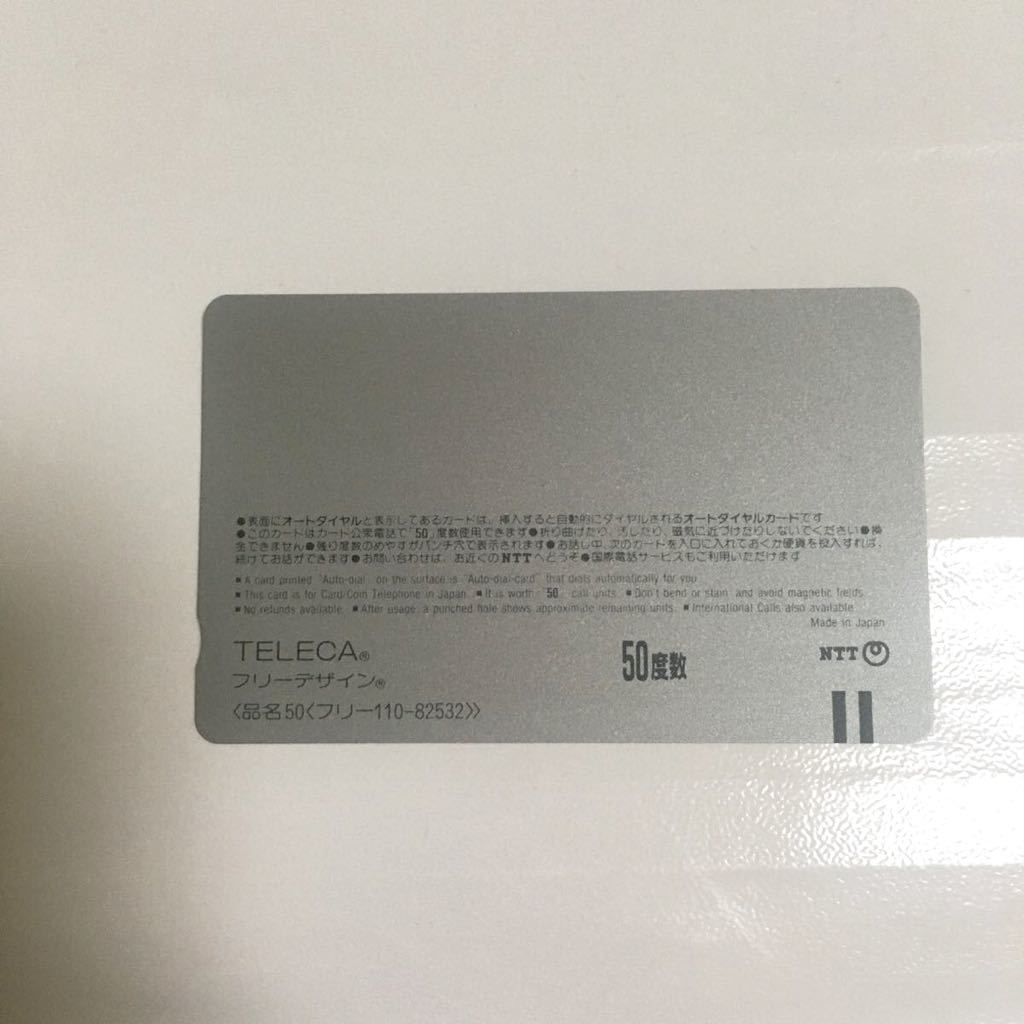 ●表面にオートダイヤルと表示してあるカードは、挿入すると自動的にダイヤルされるオートダイヤルカードです
●このカードはカード公衆電話で"50"度数使用できます●折り曲げたり、汚したり、磁気に近づけたりしないでください●換
金できません●残り度数のめやすがパンチ穴で表示されます●お話し中、次のカードを入口に入れておくか硬貨を投入すれば、
続けてお話ができます●お問い合わせは、お近くのNTTへどうぞ●国際電話サービスもご利用いただけます
■A card printed "Auto-dial" on the surface is "Auto-dial-card" that dials automatically for you.
■This card is for Card/Coin Telephone in Japan. ■It is worth "50" call units. ■Don't bend or stain, and avoid magnetic fields.
■No refunds available. ■After usage, a punched hole shows approximate remaining units. ■International Calls also available.
Made in Japan
TELECA®
フリーデザイン®
50度数
NTT
〈品名50〈フリー110-82532〉〉